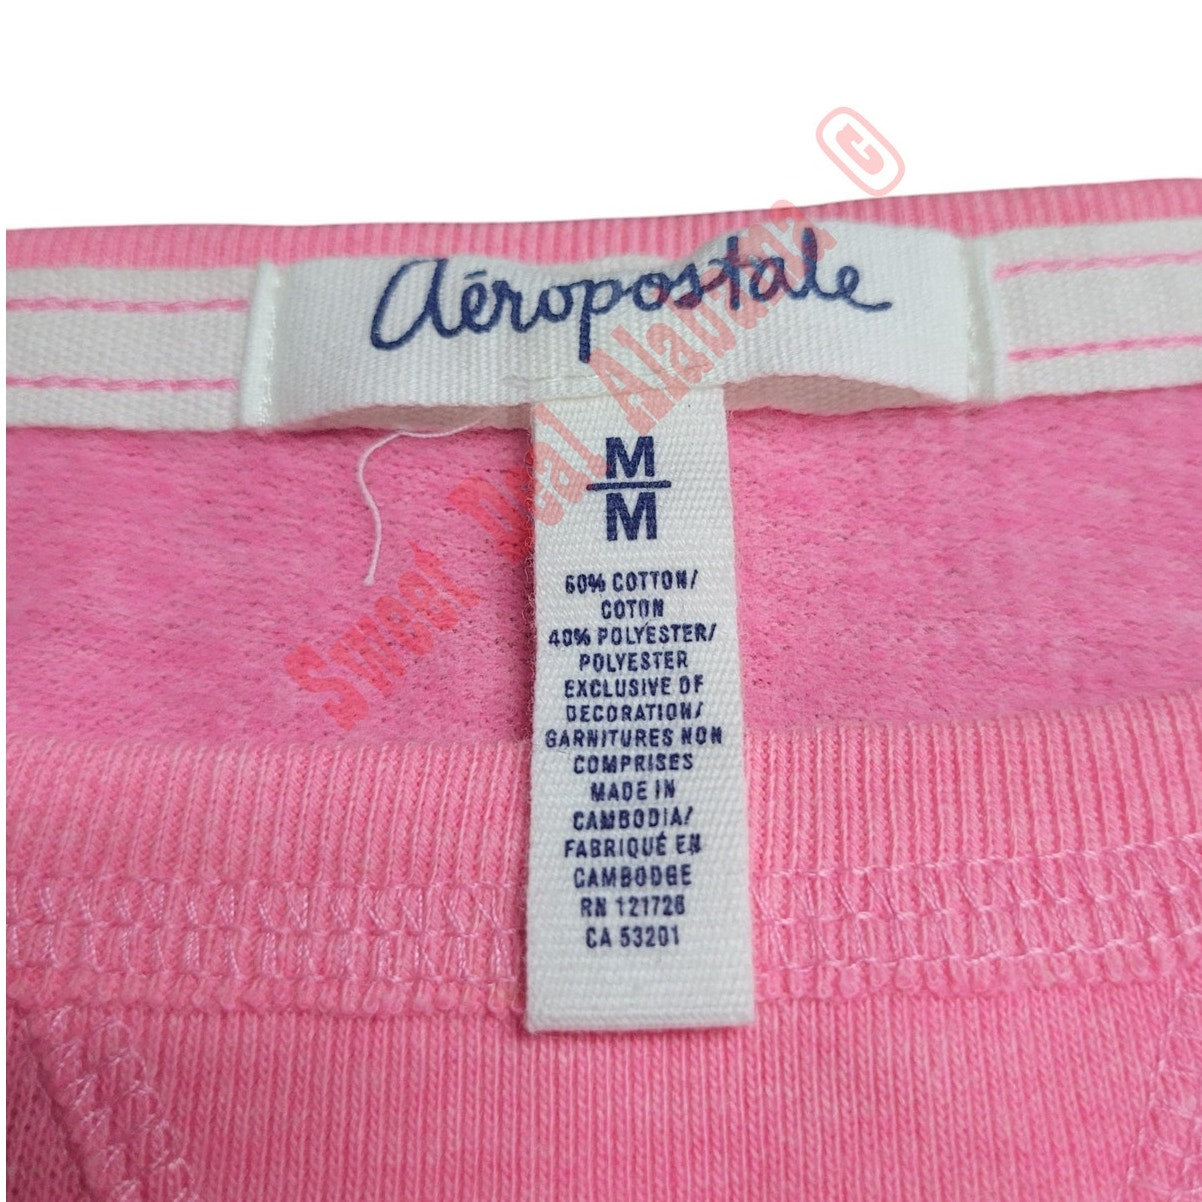 aéropostale
M
M
60% COTTON/
COTON
40% POLYESTER/
POLYESTER
EXCLUSIVE OF
DECORATION/
GARNITURES NON
COMPRISES
MADE IN
CAMBODIA/
FABRIQUÉ EN
CAMBODGE
RN 121726
CA 53201
Sweet Deal Alabama ©